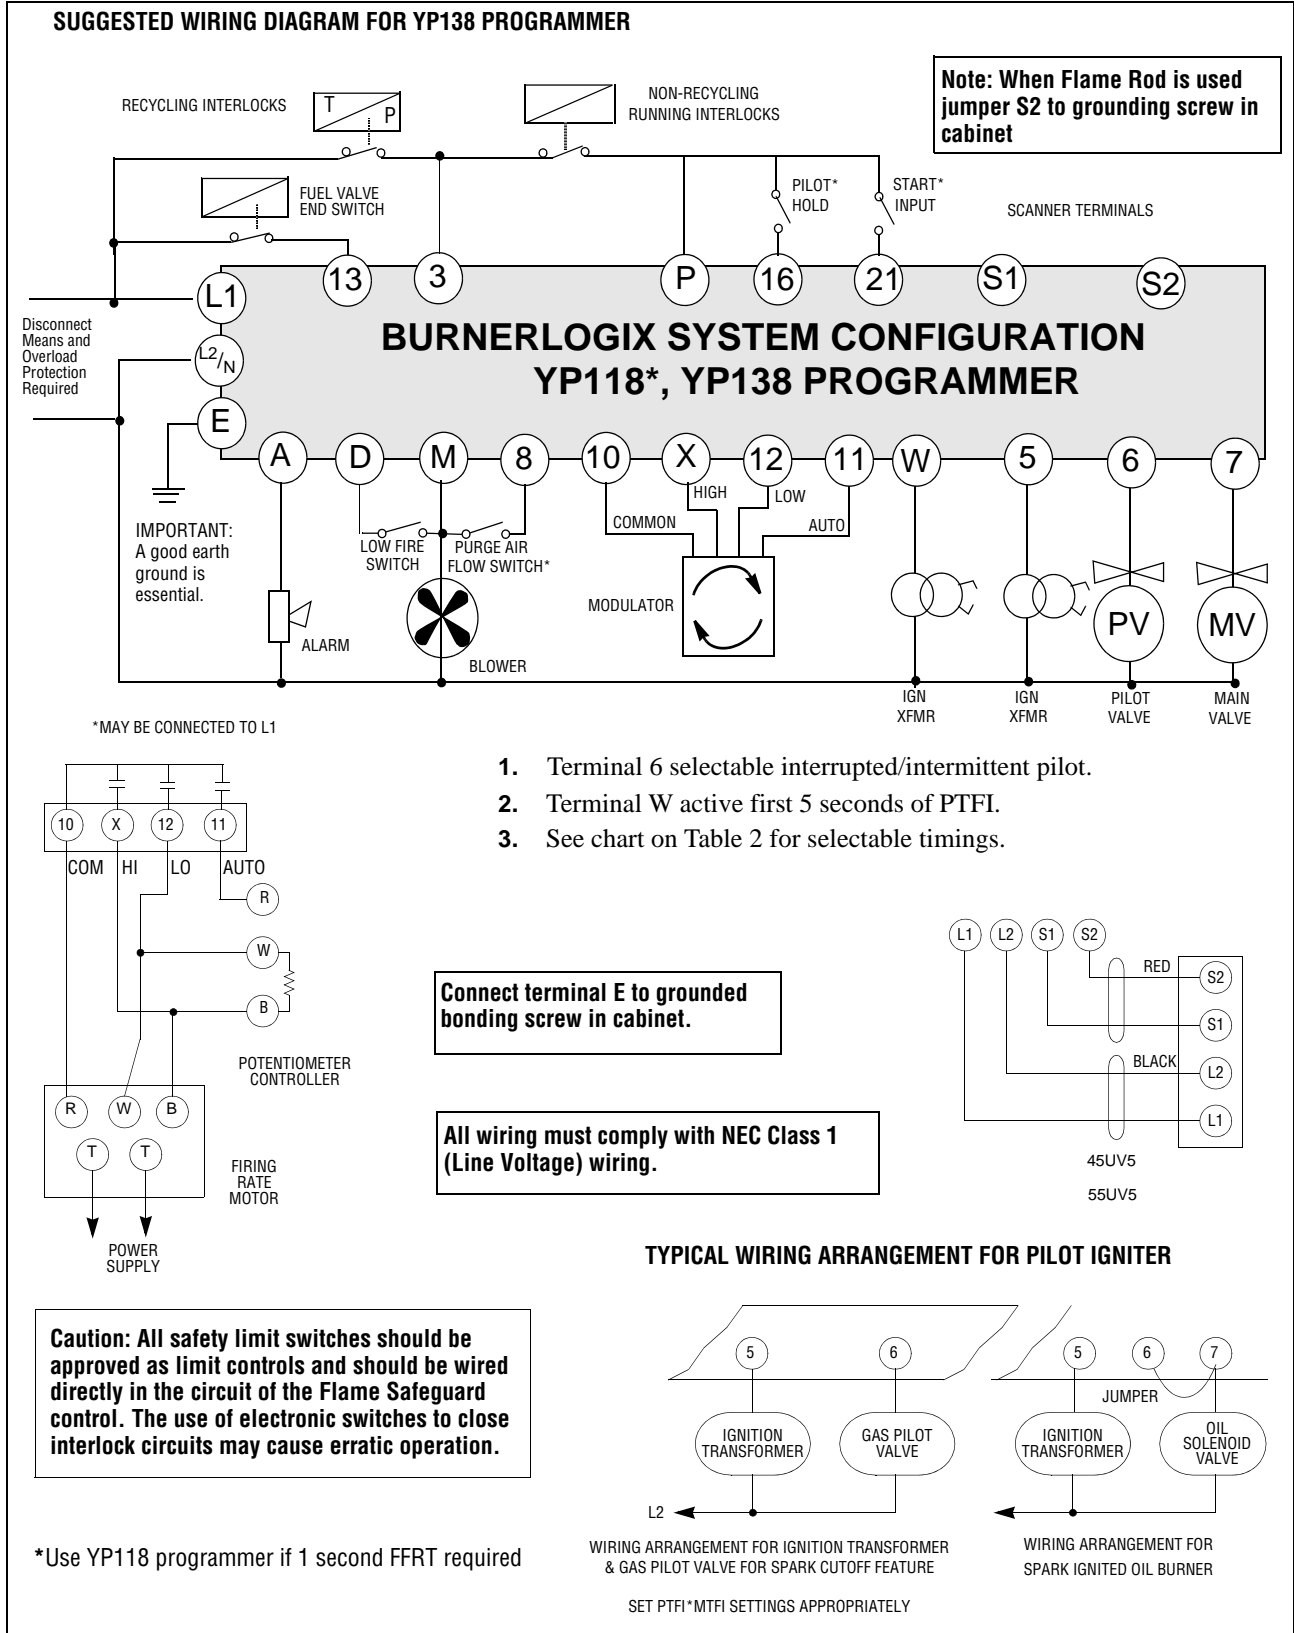 SUGGESTED WIRING DIAGRAM FOR YP138 PROGRAMMER
Note: When Flame Rod is used
jumper S2 to grounding screw in
cabinet
RECYCLING INTERLOCKS
T
P
NON-RECYCLING
RUNNING INTERLOCKS
FUEL VALVE
END SWITCH
PILOT*
HOLD
START*
INPUT
SCANNER TERMINALS
13
3
P
16
21
S1
S2
L1
L2/N
E
Disconnect
Means and
Overload
Protection
Required
BURNERLOGIX SYSTEM CONFIGURATION
YP118*, YP138 PROGRAMMER
A
D
M
8
10
X
12
11
W
5
6
7
HIGH
LOW
COMMON
AUTO
IMPORTANT:
A good earth
ground is
essential.
LOW FIRE
SWITCH
PURGE AIR
FLOW SWITCH*
MODULATOR
ALARM
BLOWER
PV
MV
IGN
XFMR
IGN
XFMR
PILOT
VALVE
MAIN
VALVE
*MAY BE CONNECTED TO L1
1. Terminal 6 selectable interrupted/intermittent pilot.
2. Terminal W active first 5 seconds of PTFI.
3. See chart on Table 2 for selectable timings.
10
X
12
11
COM
HI
LO
AUTO
R
W
B
POTENTIOMETER
CONTROLLER
R
W
B
T
T
FIRING
RATE
MOTOR
POWER
SUPPLY
Connect terminal E to grounded
bonding screw in cabinet.
All wiring must comply with NEC Class 1
(Line Voltage) wiring.
L1
L2
S1
S2
RED
S2
S1
BLACK
L2
L1
45UV5
55UV5
TYPICAL WIRING ARRANGEMENT FOR PILOT IGNITER
Caution: All safety limit switches should be
approved as limit controls and should be wired
directly in the circuit of the Flame Safeguard
control. The use of electronic switches to close
interlock circuits may cause erratic operation.
5
6
5
6
7
JUMPER
IGNITION
TRANSFORMER
GAS PILOT
VALVE
IGNITION
TRANSFORMER
OIL
SOLENOID
VALVE
L2
WIRING ARRANGEMENT FOR IGNITION TRANSFORMER
& GAS PILOT VALVE FOR SPARK CUTOFF FEATURE
WIRING ARRANGEMENT FOR
SPARK IGNITED OIL BURNER
SET PTFI*MTFI SETTINGS APPROPRIATELY
*Use YP118 programmer if 1 second FFRT required